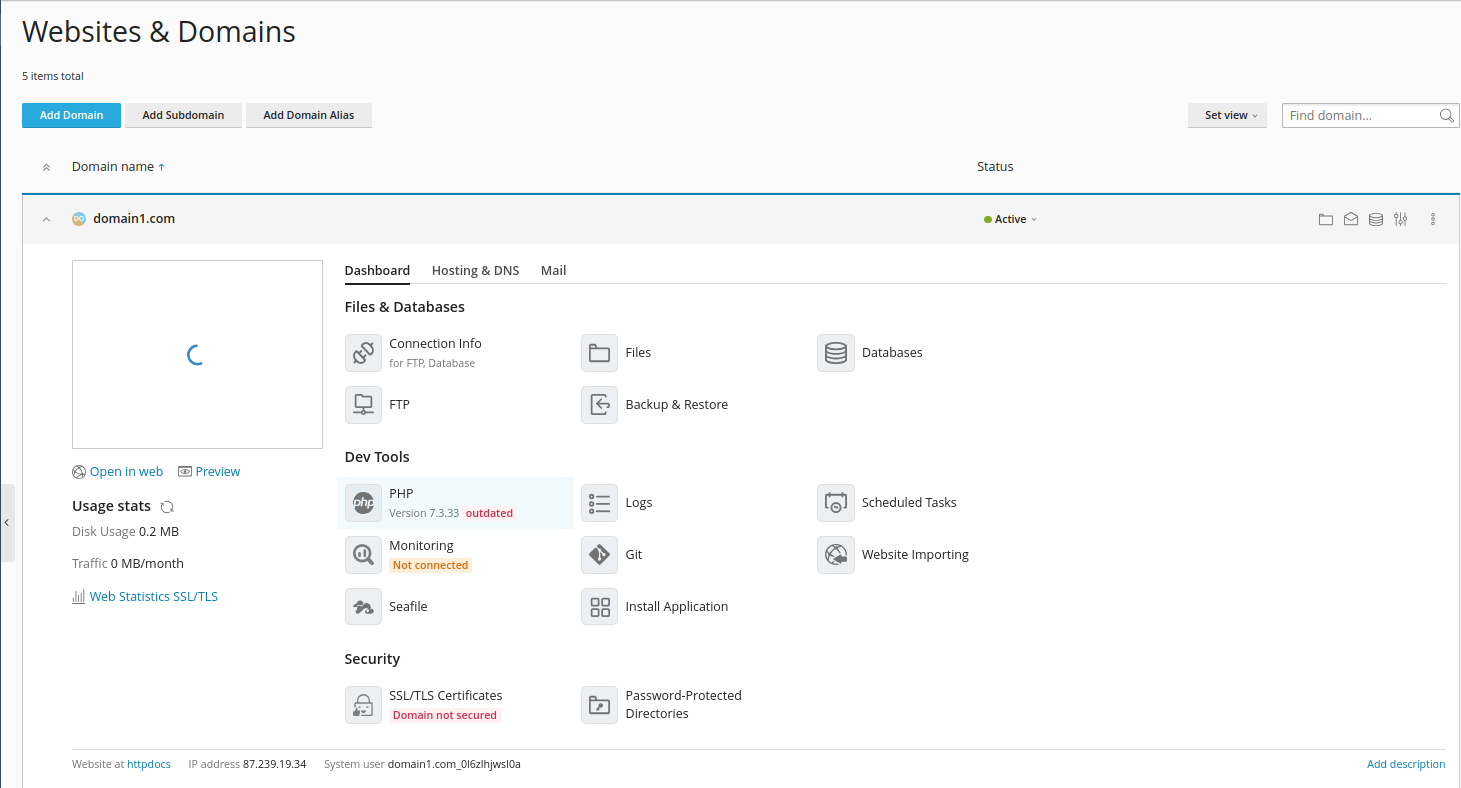 Websites & Domains
5 items total
Add Domain
Add Subdomain
Add Domain Alias
Set view
Find domain...
Domain name ↑
Status
DO
domain1.com
Active
Dashboard
Hosting & DNS
Mail
Files & Databases
Connection Info
for FTP, Database
Files
Databases
FTP
Backup & Restore
Open in web
Preview
Usage stats
Disk Usage 0.2 MB
Traffic 0 MB/month
Web Statistics SSL/TLS
Dev Tools
php
PHP
Version 7.3.33 outdated
Logs
Scheduled Tasks
Monitoring
Not connected
Git
Website Importing
Seafile
Install Application
Security
SSL/TLS Certificates
Domain not secured
Password-Protected
Directories
Website at httpdocs IP address 87.239.19.34 System user domain1.com_0l6zlhjwsl0a
Add description